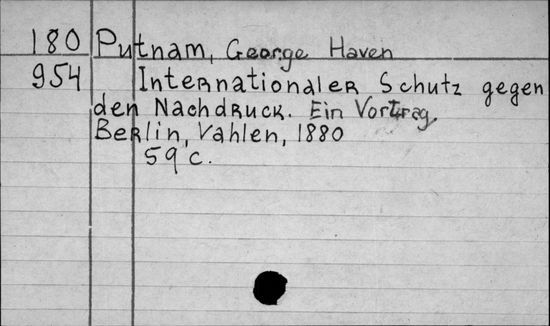 180 Putnam, George Haven
954 Internationaler Schutz gegen
den Nachdruck. Ein Vortrag.
Berlin, Vahlen, 1880
59 c.